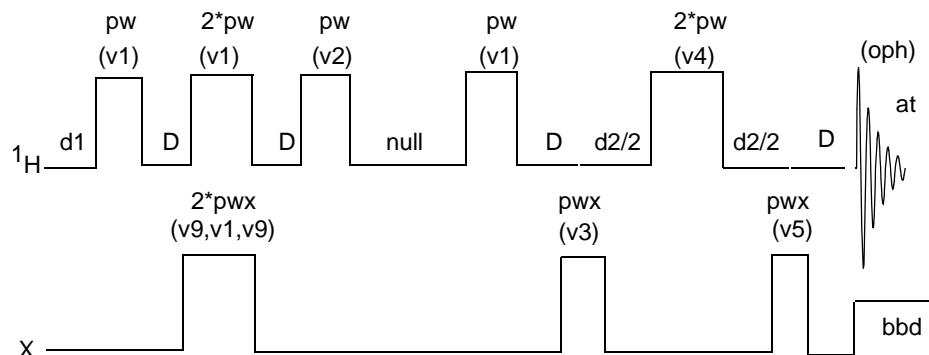 pw 2*pw pw pw 2*pw
(v1) (v1) (v2) (v1) (v4) (oph)
at
d1 D D null D d2/2 d2/2 D
1H
2*pwx pwx pwx
(v9,v1,v9) (v3) (v5)
X bbd